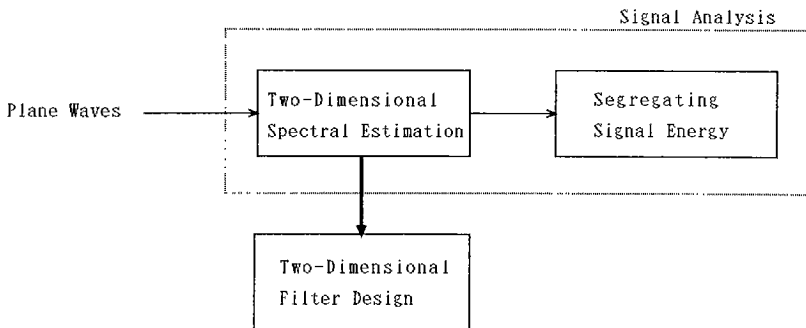 Signal Analysis
Plane Waves
Two-Dimensional
Spectral Estimation
Segregating
Signal Energy
Two-Dimensional
Filter Design